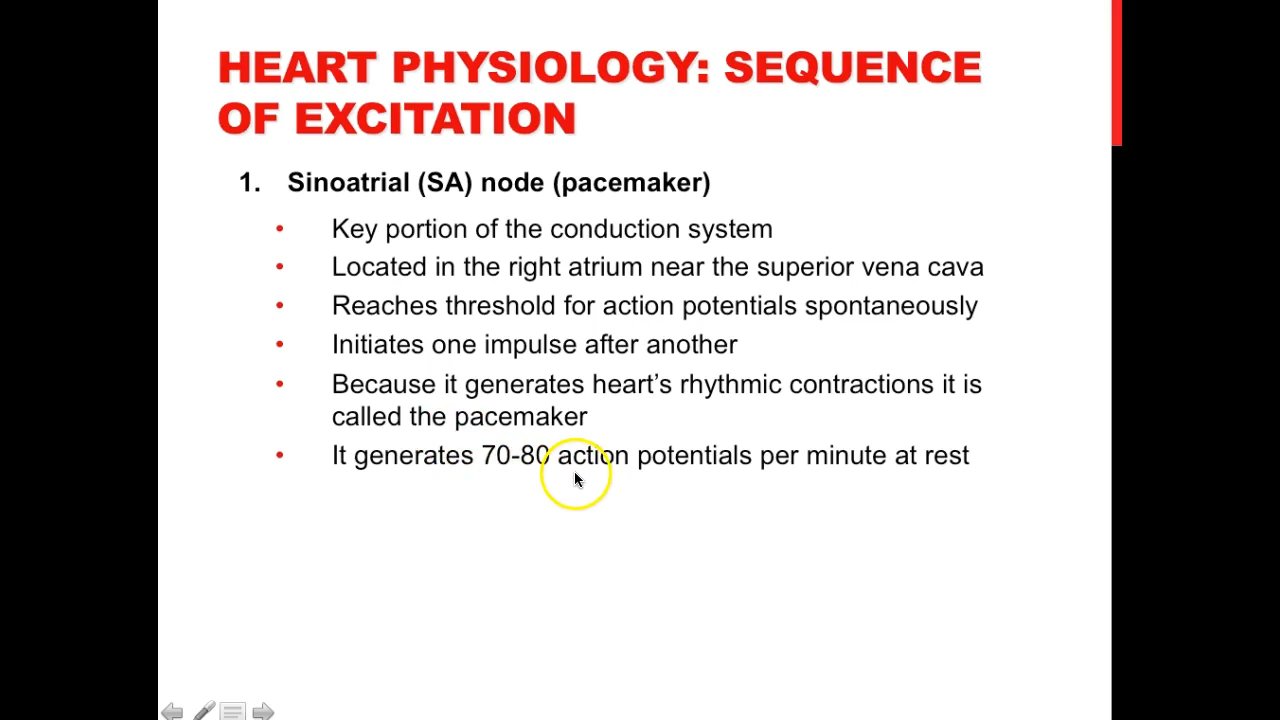 HEART PHYSIOLOGY: SEQUENCE
OF EXCITATION
1. Sinoatrial (SA) node (pacemaker)
• Key portion of the conduction system
• Located in the right atrium near the superior vena cava
• Reaches threshold for action potentials spontaneously
• Initiates one impulse after another
• Because it generates heart’s rhythmic contractions it is
called the pacemaker
• It generates 70-80 action potentials per minute at rest